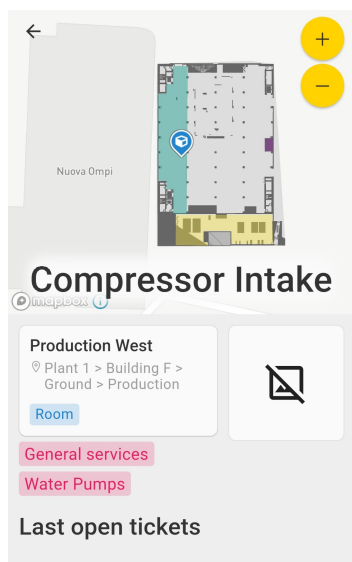 Nuova Ompi
Compressor Intake
mapbox
Production West
Plant 1 > Building F >
Ground > Production
Room
General services
Water Pumps
Last open tickets